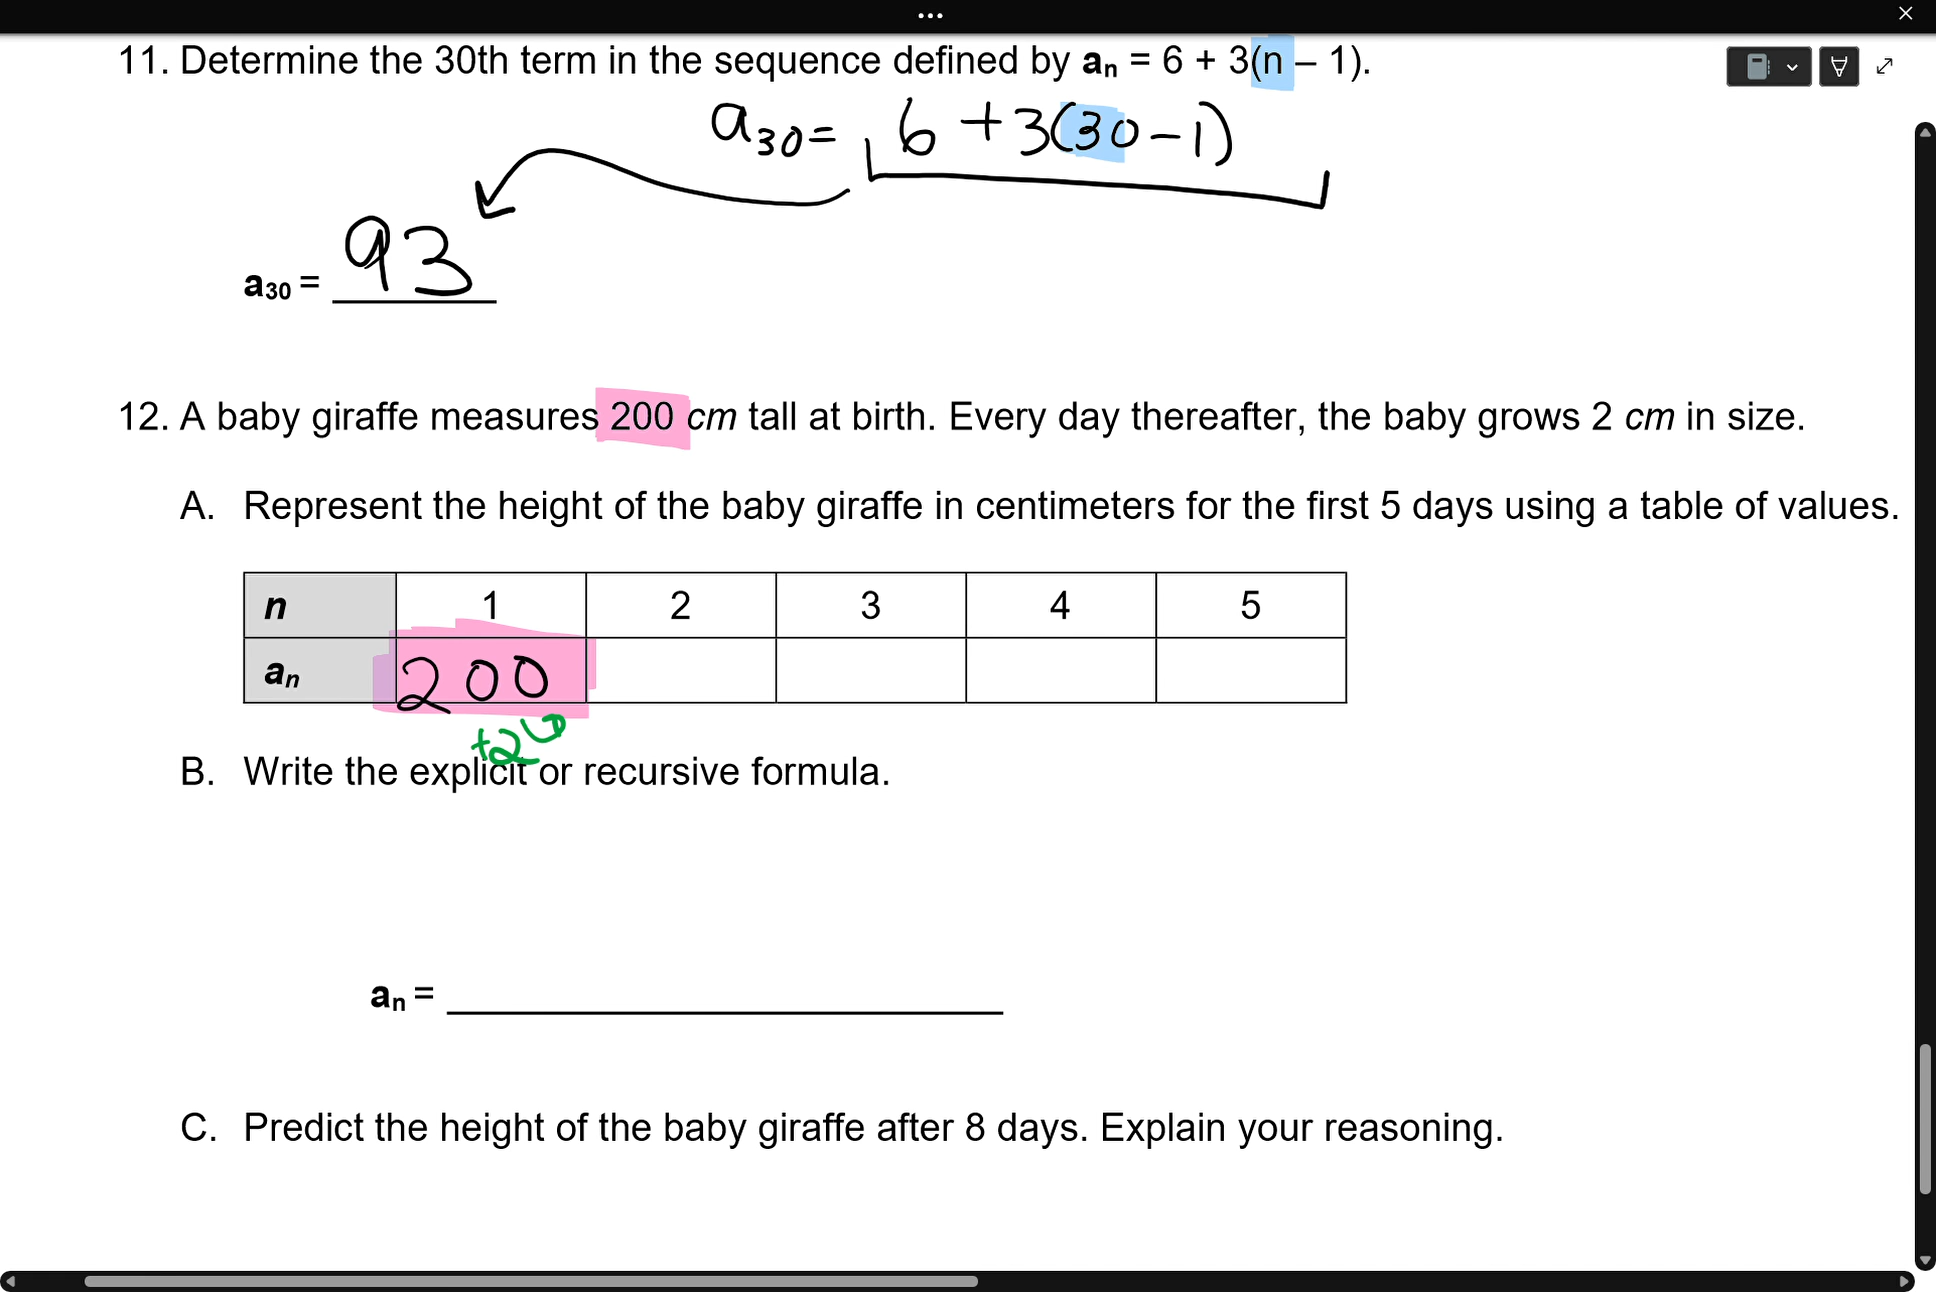 11. Determine the 30th term in the sequence defined by aₙ = 6 + 3(n – 1).
a₃₀ = 6 + 3(30 - 1)
a₃₀ = 93
12. A baby giraffe measures 200 cm tall at birth. Every day thereafter, the baby grows 2 cm in size.
A. Represent the height of the baby giraffe in centimeters for the first 5 days using a table of values.
n 1 2 3 4 5
aₙ 200
+2
B. Write the explicit or recursive formula.
aₙ =
C. Predict the height of the baby giraffe after 8 days. Explain your reasoning.